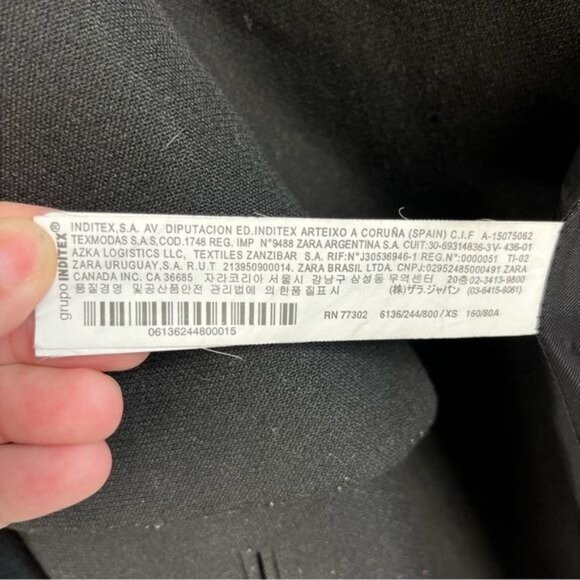 grupo INDITEX®
INDITEX,S.A. AV DIPUTACION ED.INDITEX ARTEIXO A CORUÑA (SPAIN) C.I.F A-15075062
TEXMODAS S.A.S,COD.1748 REG. IMP N°9488 ZARA ARGENTINA S.A. CUIT:30-69314836-3V-436-01
AZKA LOGISTICS LLC, TEXTILES ZANZIBAR S.A. RIF:N°J30536946-1 REG.N°:0000051 TI-02
ZARA URUGUAY,S.A. R.U.T 213950900014. ZARA BRASIL LTDA. CNPJ:02952485000491 ZARA
CANADA INC. CA 36685 자라코리아 서울시 강남구 삼성동 무역센터 20층 02-3413-9800
품질경영 및공산품안전 관리법에 의한품질표시 (株)ザラ.ジャパン (03-6415-8061)
06136244800015
RN 77302 6136/244/800/XS 160/80A